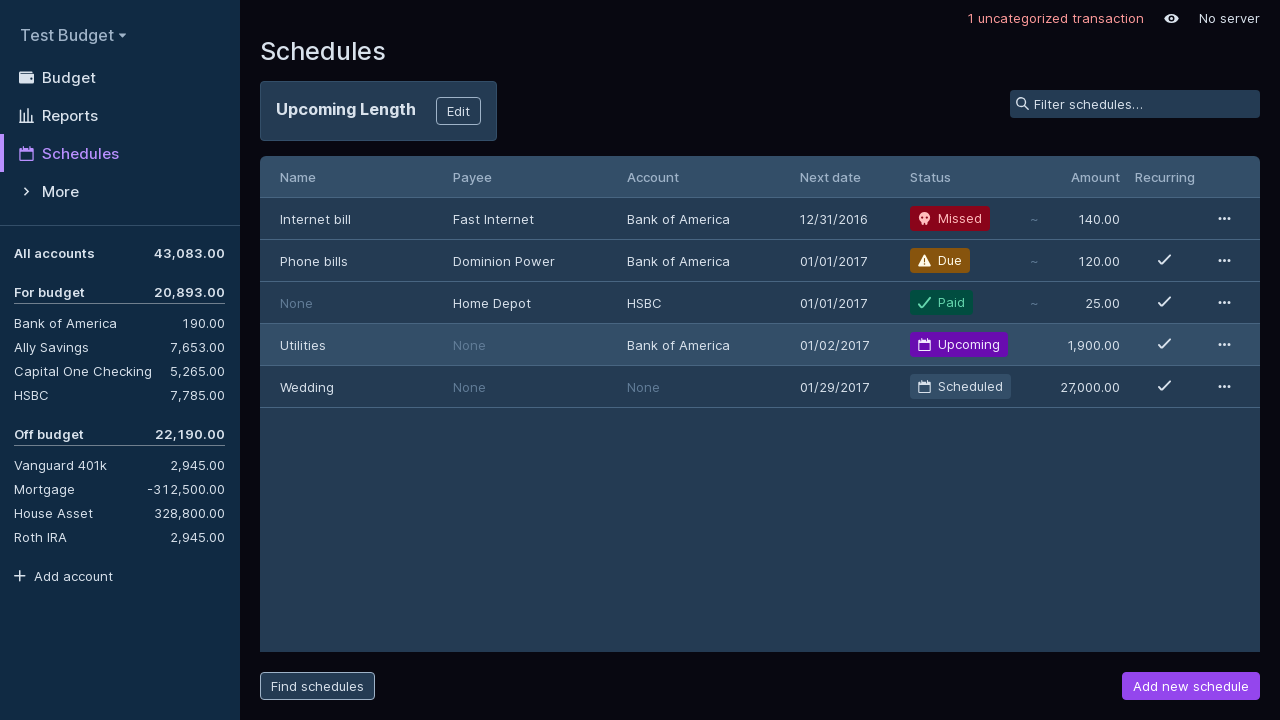 1 uncategorized transaction No server
Test Budget
Budget
Reports
Schedules
More
All accounts 43,083.00
For budget 20,893.00
Bank of America 190.00
Ally Savings 7,653.00
Capital One Checking 5,265.00
HSBC 7,785.00
Off budget 22,190.00
Vanguard 401k 2,945.00
Mortgage -312,500.00
House Asset 328,800.00
Roth IRA 2,945.00
Add account
Schedules
Upcoming Length Edit
Filter schedules…
Name Payee Account Next date Status Amount Recurring
Internet bill Fast Internet Bank of America 12/31/2016 Missed ~ 140.00
Phone bills Dominion Power Bank of America 01/01/2017 Due ~ 120.00
None Home Depot HSBC 01/01/2017 Paid ~ 25.00
Utilities None Bank of America 01/02/2017 Upcoming 1,900.00
Wedding None None 01/29/2017 Scheduled 27,000.00
Find schedules Add new schedule